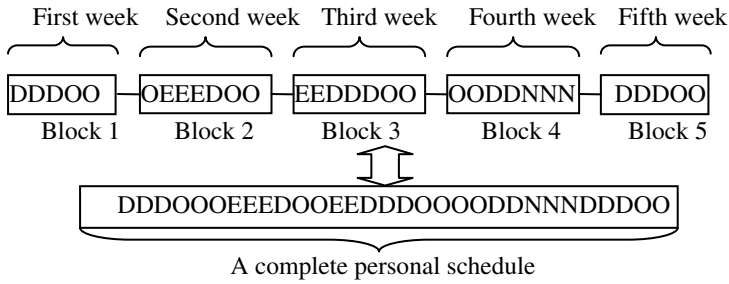 First week Second week Third week Fourth week Fifth week
DDDOO OEEEDOO EEDDDOO OODDNNN DDDOO
Block 1 Block 2 Block 3 Block 4 Block 5
DDDOOOEEEDOOEEDDDOOOODDNNNDDDOO
A complete personal schedule